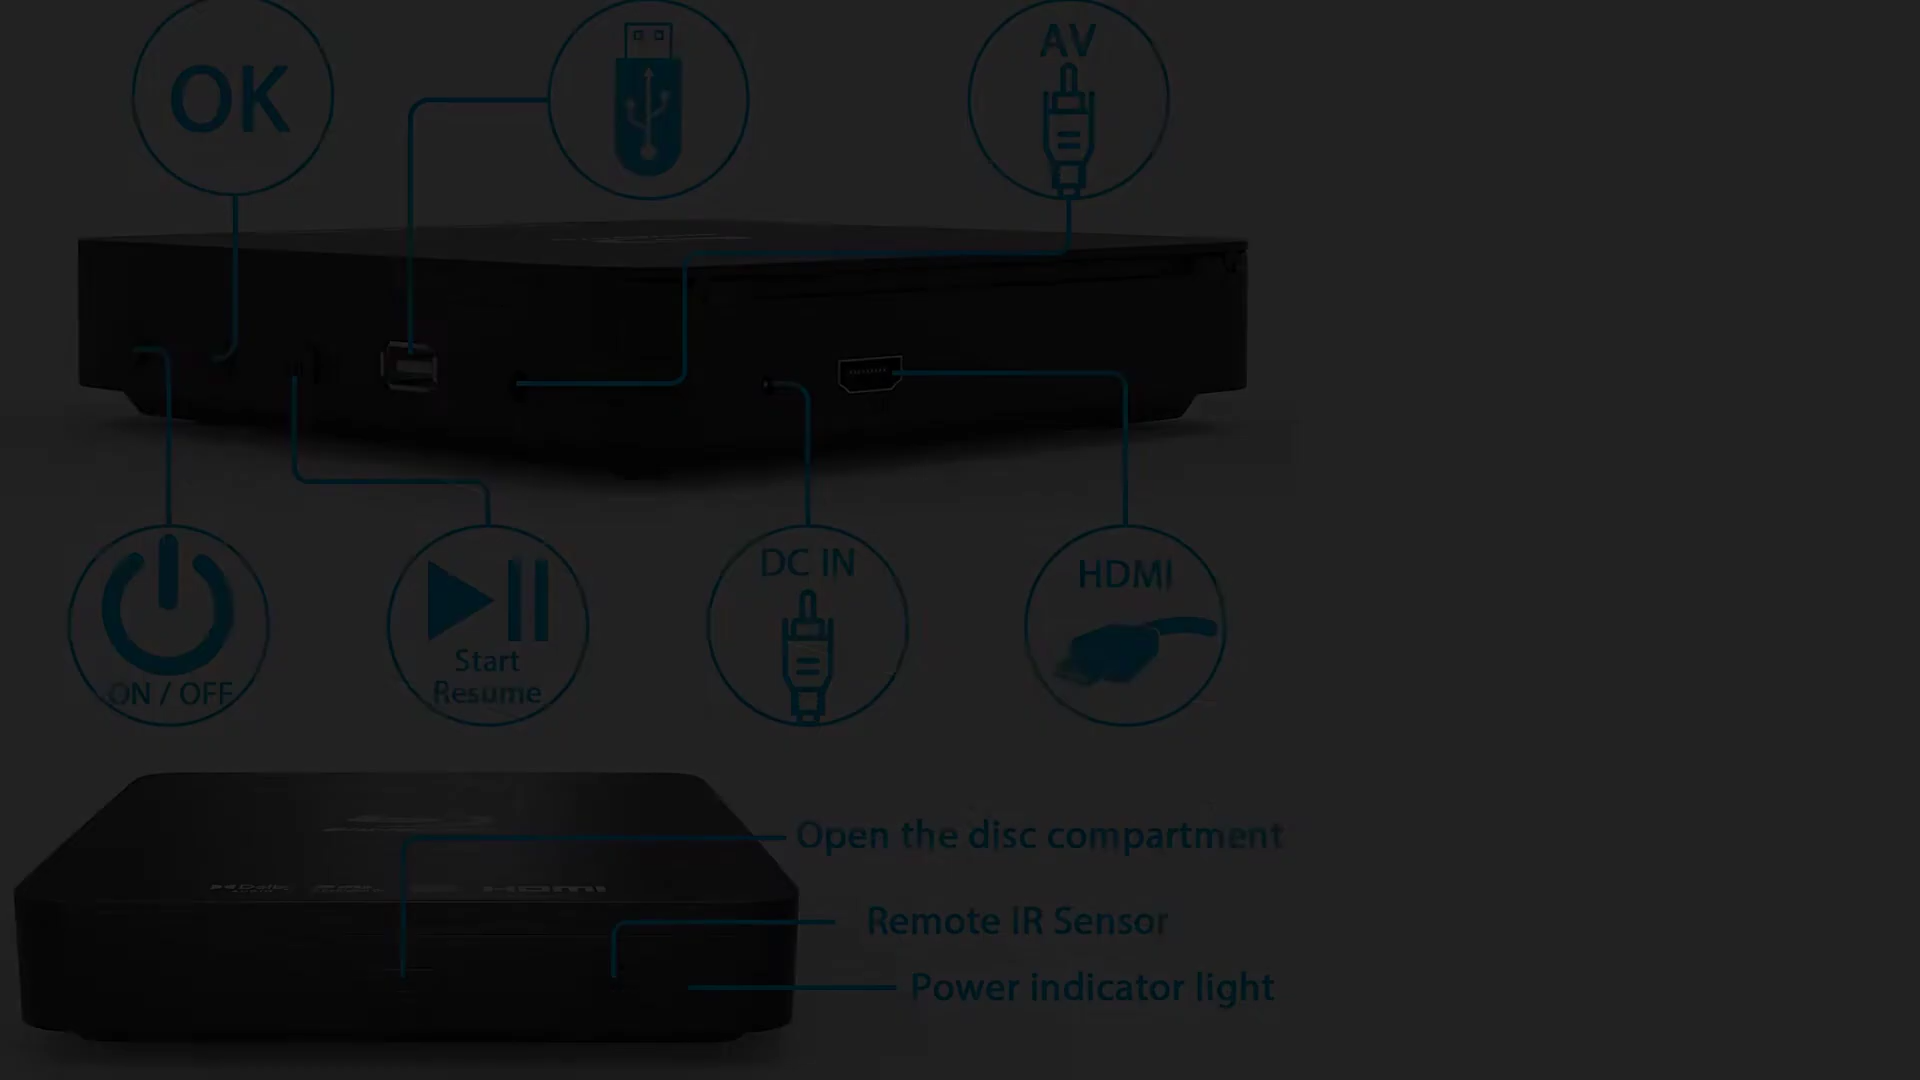 OK
AV
ON / OFF
Start
Resume
DC IN
HDMI
Open the disc compartment
HDMI
Remote IR Sensor
Power indicator light